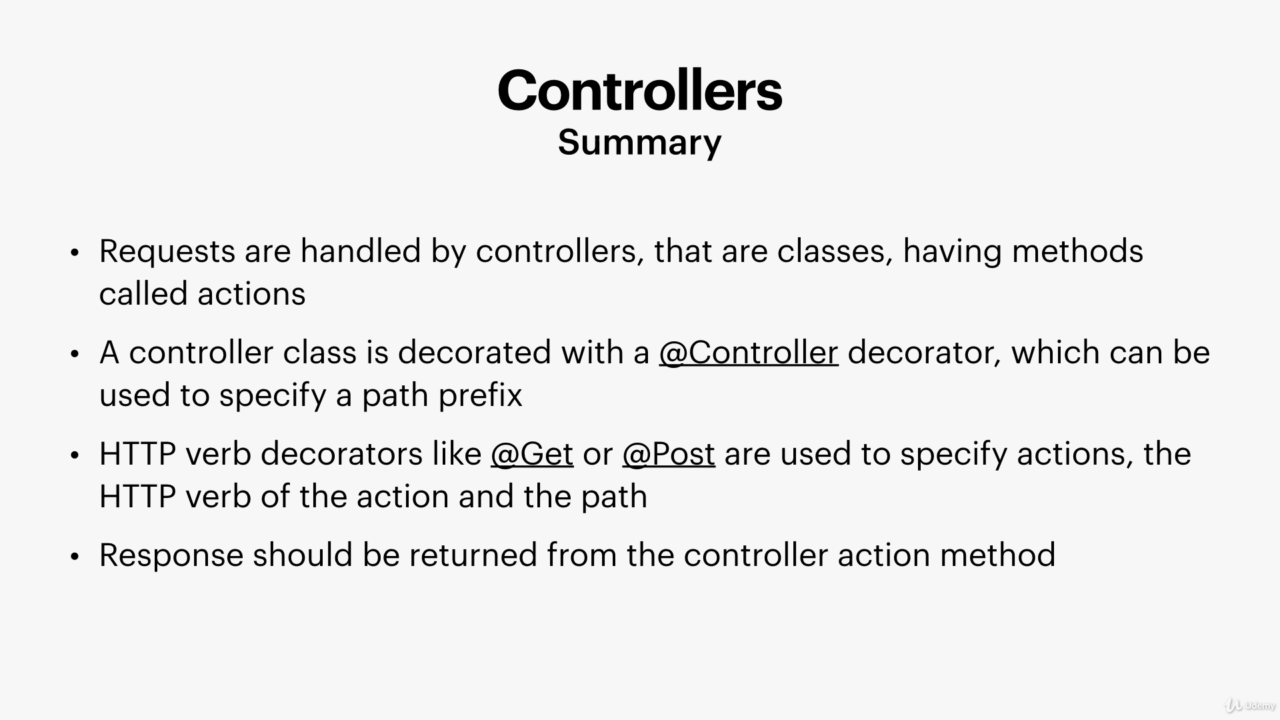 Controllers
Summary
• Requests are handled by controllers, that are classes, having methods
called actions
• A controller class is decorated with a @Controller decorator, which can be
used to specify a path prefix
• HTTP verb decorators like @Get or @Post are used to specify actions, the
HTTP verb of the action and the path
• Response should be returned from the controller action method
Udemy